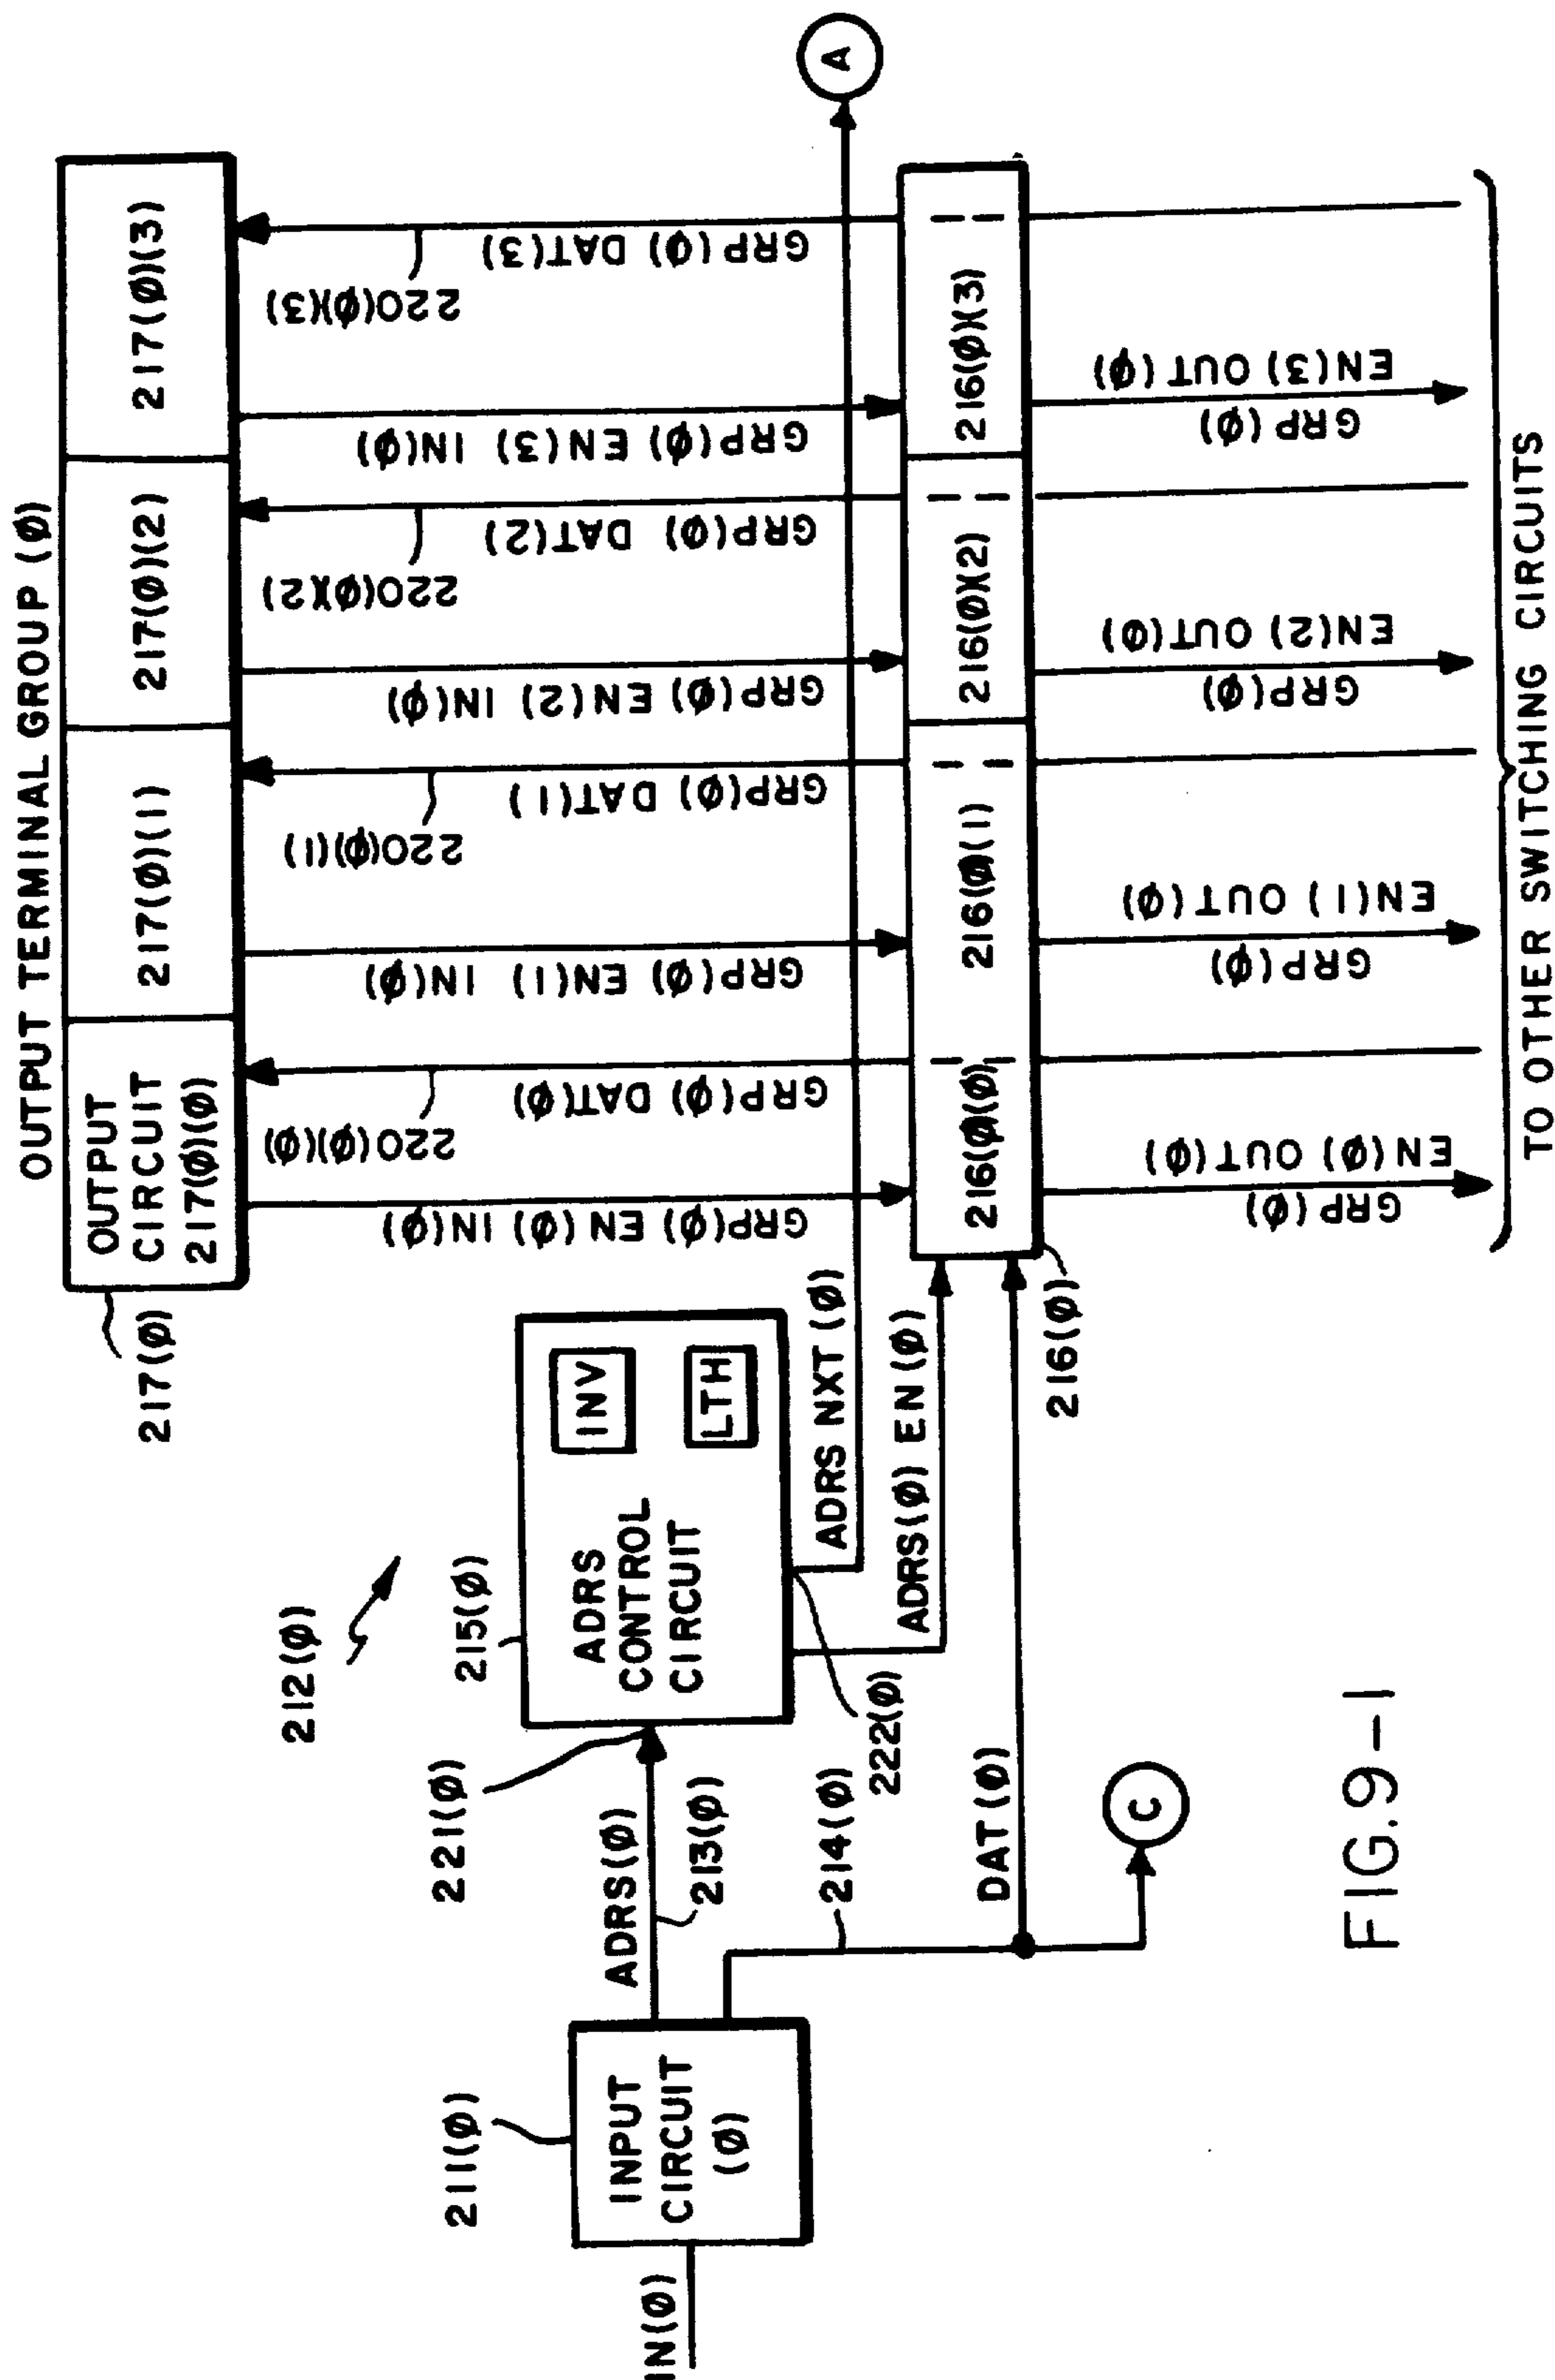 OUTPUT TERMINAL GROUP (Ø)
217(Ø)
OUTPUT
CIRCUIT
217(Ø)(Ø)
217(Ø)(1)
217(Ø)(2)
217(Ø)(3)
GRP(Ø) EN(Ø) IN(Ø)
220(Ø)(Ø)
GRP(Ø) DAT(Ø)
GRP(Ø) EN(1) IN(Ø)
220(Ø)(1)
GRP(Ø) DAT(1)
GRP(Ø) EN(2) IN(Ø)
220(Ø)(2)
GRP(Ø) DAT(2)
GRP(Ø) EN(3) IN(Ø)
220(Ø)(3)
GRP(Ø) DAT(3)
212(Ø)
211(Ø)
221(Ø)
215(Ø)
IN(Ø)
INPUT
CIRCUIT
(Ø)
ADRS(Ø)
213(Ø)
ADRS
CONTROL
CIRCUIT
INV
LTH
ADRS NXT (Ø)
A
214(Ø)
222(Ø)
ADRS(Ø) EN(Ø)
DAT(Ø)
C
216(Ø)
216(Ø)(Ø)
216(Ø)(1)
216(Ø)(2)
216(Ø)(3)
GRP(Ø)
EN(Ø) OUT(Ø)
GRP(Ø)
EN(1) OUT(Ø)
GRP(Ø)
EN(2) OUT(Ø)
GRP(Ø)
EN(3) OUT(Ø)
TO OTHER SWITCHING CIRCUITS
FIG.9-1